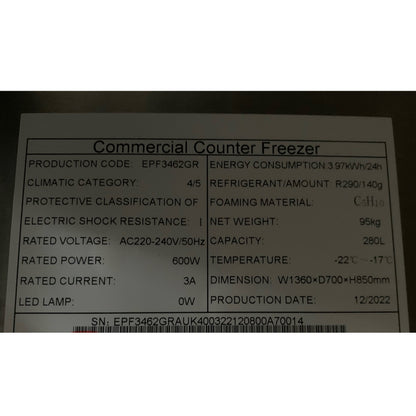 Commercial Counter Freezer
PRODUCTION CODE: EPF3462GR
CLIMATIC CATEGORY: 4/5
PROTECTIVE CLASSIFICATION OF
ELECTRIC SHOCK RESISTANCE: I
RATED VOLTAGE: AC220-240V/50Hz
RATED POWER: 600W
RATED CURRENT: 3A
LED LAMP: 0W
ENERGY CONSUMPTION: 3.97kWh/24h
REFRIGERANT/AMOUNT: R290/140g
FOAMING MATERIAL: C5H10
NET WEIGHT: 95kg
CAPACITY: 280L
TEMPERATURE: -22℃~-17℃
DIMENSION: W1360×D700×H850mm
PRODUCTION DATE: 12/2022
SN: EPF3462GRAUK400322120800A70014